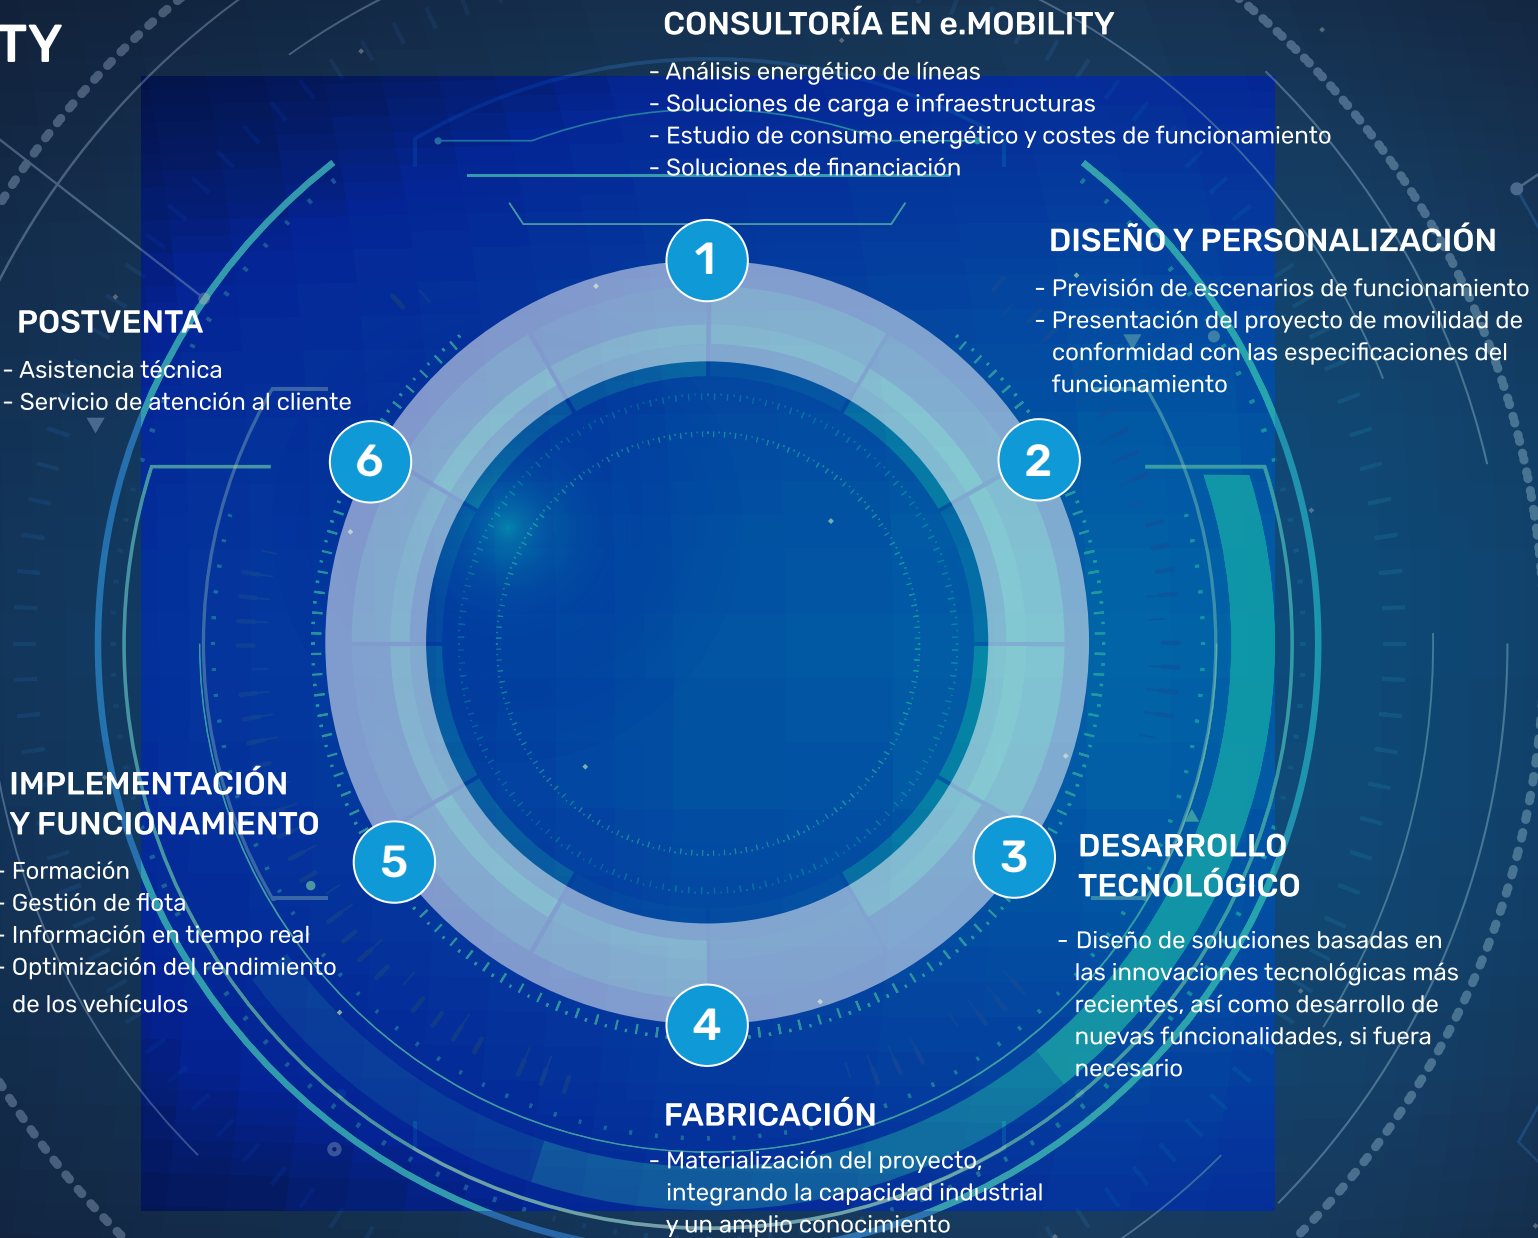 TY
CONSULTORÍA EN e.MOBILITY
- Análisis energético de líneas
- Soluciones de carga e infraestructuras
- Estudio de consumo energético y costes de funcionamiento
- Soluciones de financiación
1
DISEÑO Y PERSONALIZACIÓN
- Previsión de escenarios de funcionamiento
- Presentación del proyecto de movilidad de
conformidad con las especificaciones del
funcionamiento
2
DESARROLLO
TECNOLÓGICO
- Diseño de soluciones basadas en
las innovaciones tecnológicas más
recientes, así como desarrollo de
nuevas funcionalidades, si fuera
necesario
3
4
FABRICACIÓN
- Materialización del proyecto,
integrando la capacidad industrial
y un amplio conocimiento
IMPLEMENTACIÓN
Y FUNCIONAMIENTO
- Formación
- Gestión de flota
- Información en tiempo real
- Optimización del rendimiento
de los vehículos
5
POSTVENTA
- Asistencia técnica
- Servicio de atención al cliente
6